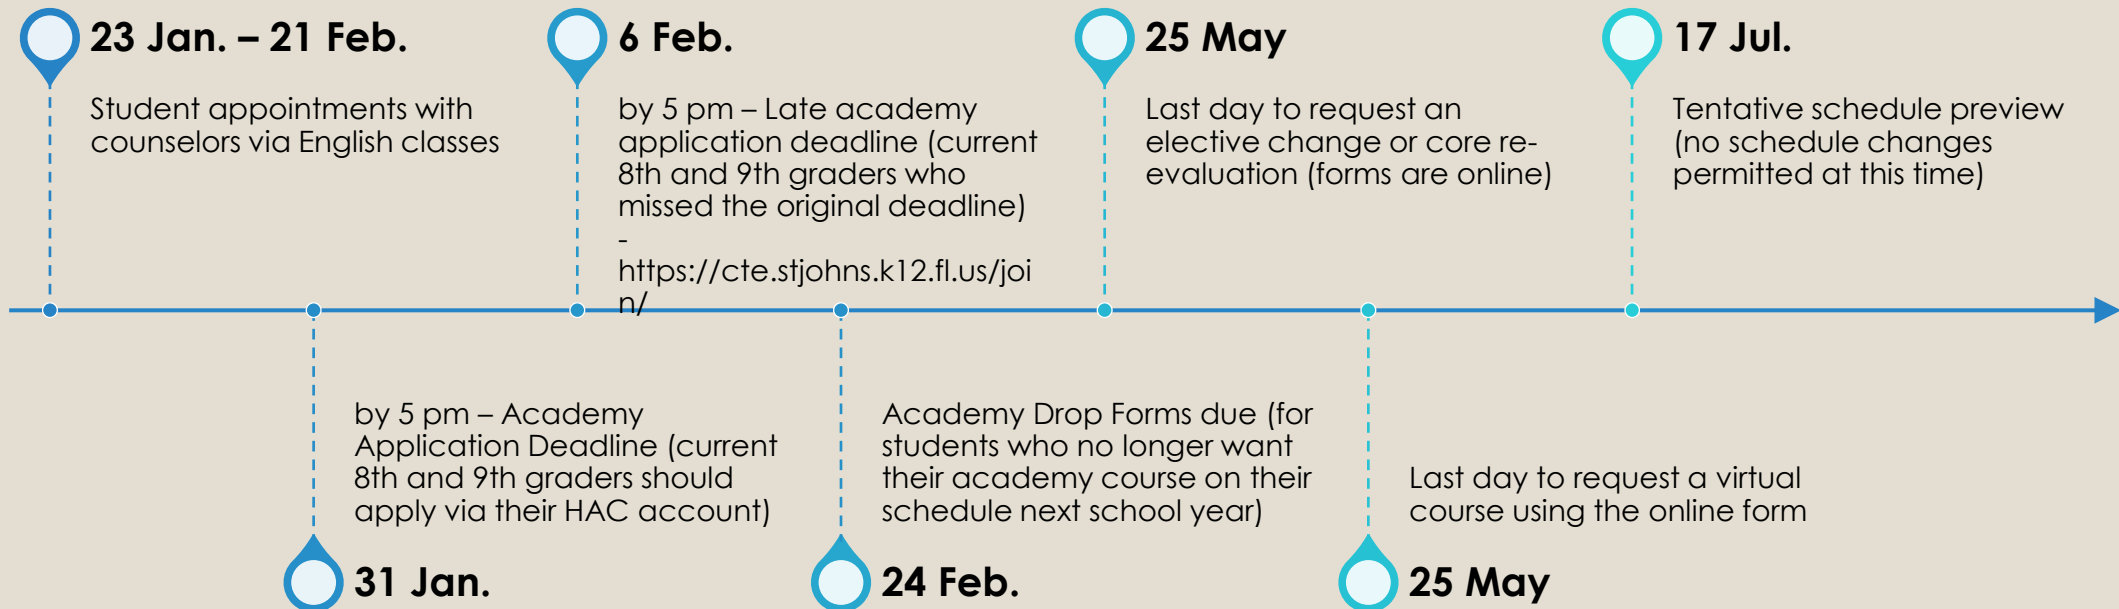 23 Jan. – 21 Feb.
Student appointments with
counselors via English classes
by 5 pm – Academy
Application Deadline (current
8th and 9th graders should
apply via their HAC account)
31 Jan.
6 Feb.
by 5 pm – Late academy
application deadline (current
8th and 9th graders who
missed the original deadline)
-
https://cte.stjohns.k12.fl.us/joi
n/
Academy Drop Forms due (for
students who no longer want
their academy course on their
schedule next school year)
24 Feb.
25 May
Last day to request an
elective change or core re-
evaluation (forms are online)
Last day to request a virtual
course using the online form
25 May
17 Jul.
Tentative schedule preview
(no schedule changes
permitted at this time)